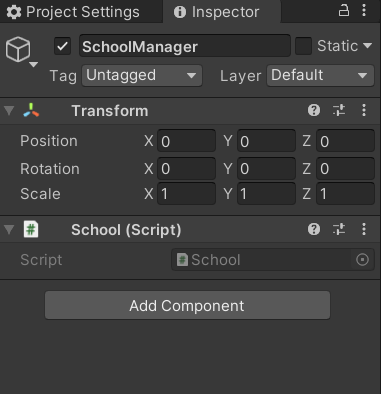 Project Settings Inspector
SchoolManager Static
Tag Untagged Layer Default
Transform
Position X 0 Y 0 Z 0
Rotation X 0 Y 0 Z 0
Scale X 1 Y 1 Z 1
# School (Script)
Script # School
Add Component